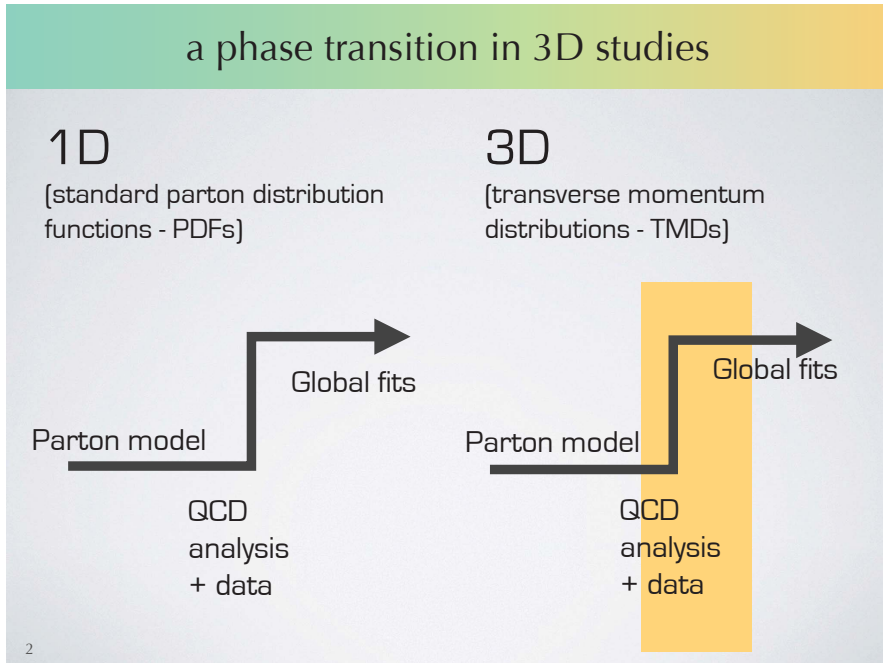 a phase transition in 3D studies
1D
(standard parton distribution
functions - PDFs)
Global fits
Parton model
QCD
analysis
+ data
3D
(transverse momentum
distributions - TMDs)
Global fits
Parton model
QCD
analysis
+ data
2